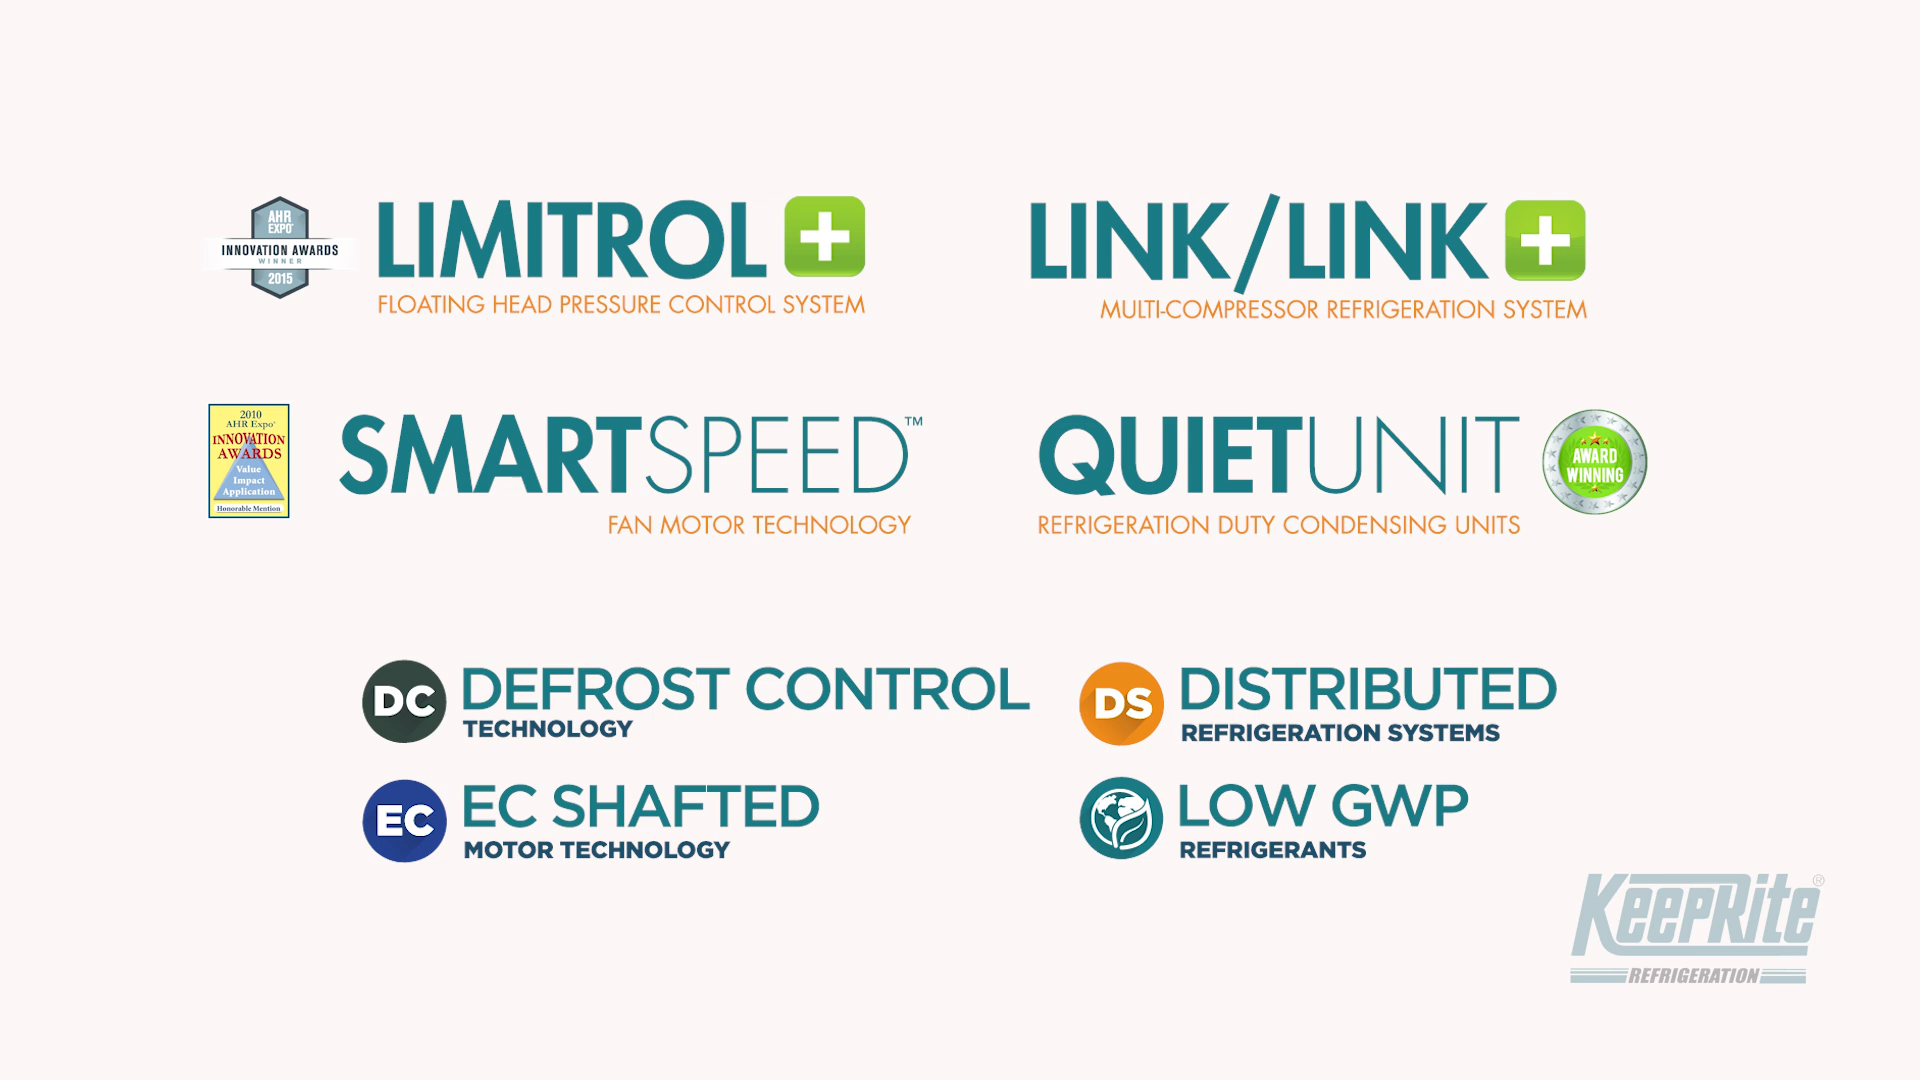 AHR
EXPO®
INNOVATION AWARDS
WINNER
2015
LIMITROL +
FLOATING HEAD PRESSURE CONTROL SYSTEM
LINK/LINK +
MULTI-COMPRESSOR REFRIGERATION SYSTEM
2010
AHR Expo®
INNOVATION
AWARDS
Value
Impact
Application
Honorable Mention
SMARTSPEED™
FAN MOTOR TECHNOLOGY
QUIETUNIT
REFRIGERATION DUTY CONDENSING UNITS
AWARD
WINNING
DC
DEFROST CONTROL
TECHNOLOGY
DS
DISTRIBUTED
REFRIGERATION SYSTEMS
EC
EC SHAFTED
MOTOR TECHNOLOGY
LOW GWP
REFRIGERANTS
KeepRite®
REFRIGERATION